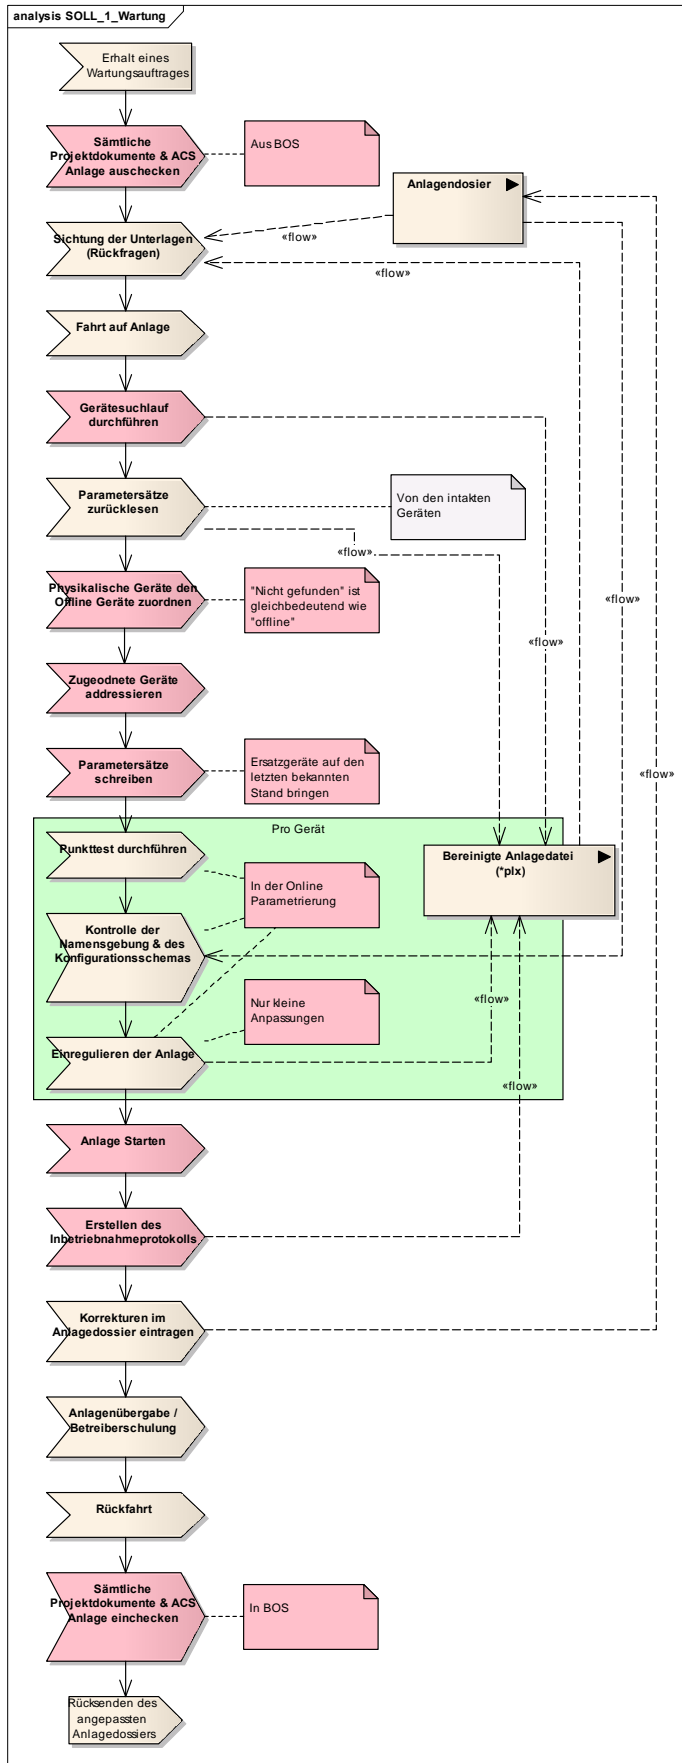 analysis SOLL_1_Wartung
Erhalt eines
Wartungsauftrages
Sämtliche
Projektdokumente & ACS
Anlage auschecken
Aus BOS
Anlagendosier
«flow»
Sichtung der Unterlagen
(Rückfragen)
«flow»
Fahrt auf Anlage
Gerätesuchlauf
durchführen
Parametersätze
zurücklesen
Von den intakten
Geräten
«flow»
Physikalische Geräte den
Offline Geräte zuordnen
"Nicht gefunden" ist
gleichbedeutend wie
"offline"
«flow»
«flow»
Zugeodnete Geräte
addressieren
Parametersätze
schreiben
Ersatzgeräte auf den
letzten bekannten
Stand bringen
«flow»
Pro Gerät
Punkttest durchführen
Bereinigte Anlagedatei
(*plx)
In der Online
Parametrierung
Kontrolle der
Namensgebung & des
Konfigurationsschemas
Nur kleine
Anpassungen
«flow»
Einregulieren der Anlage
«flow»
Anlage Starten
Erstellen des
Inbetriebnahmeprotokolls
Korrekturen im
Anlagedossier eintragen
Anlagenübergabe /
Betreiberschulung
Rückfahrt
Sämtliche
Projektdokumente & ACS
Anlage einchecken
In BOS
Rücksenden des
angepassten
Anlagedossiers